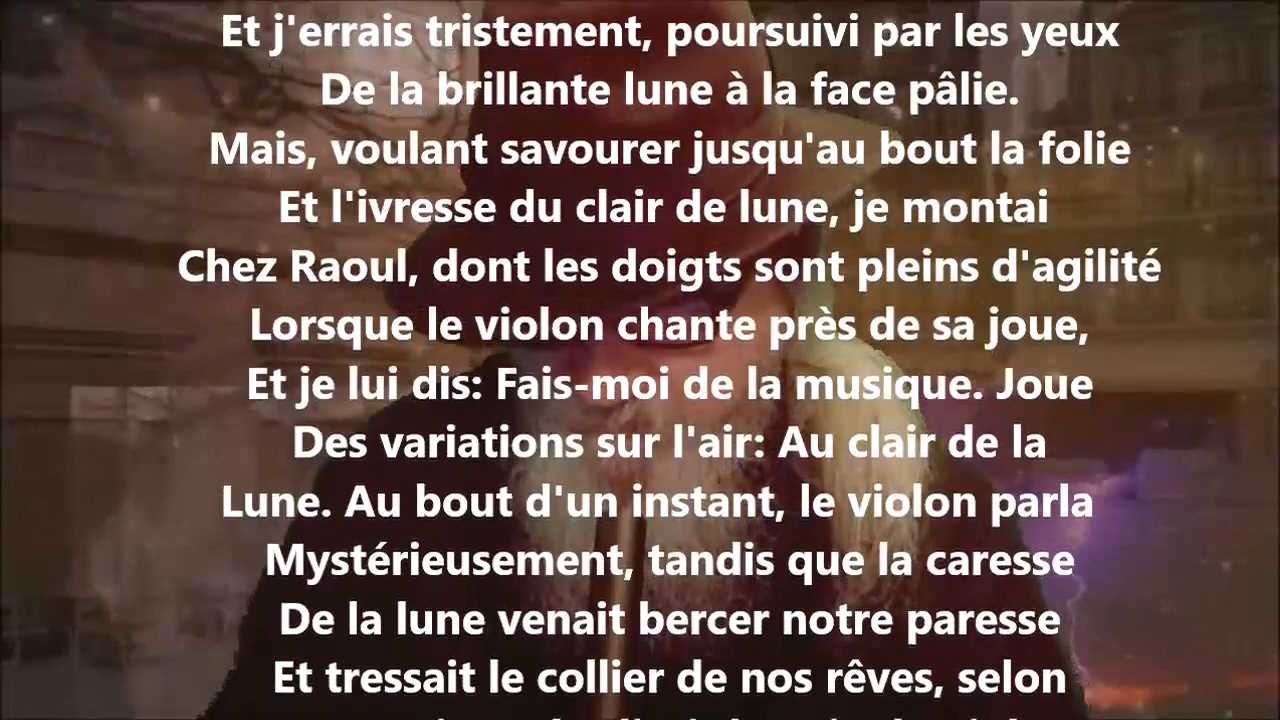 Et j'errais tristement, poursuivi par les yeux
De la brillante lune à la face pâlie.
Mais, voulant savourer jusqu'au bout la folie
Et l'ivresse du clair de lune, je montai
Chez Raoul, dont les doigts sont pleins d'agilité
Lorsque le violon chante près de sa joue,
Et je lui dis: Fais-moi de la musique. Joue
Des variations sur l'air: Au clair de la
Lune. Au bout d'un instant, le violon parla
Mystérieusement, tandis que la caresse
De la lune venait bercer notre paresse
Et tressait le collier de nos rêves, selon